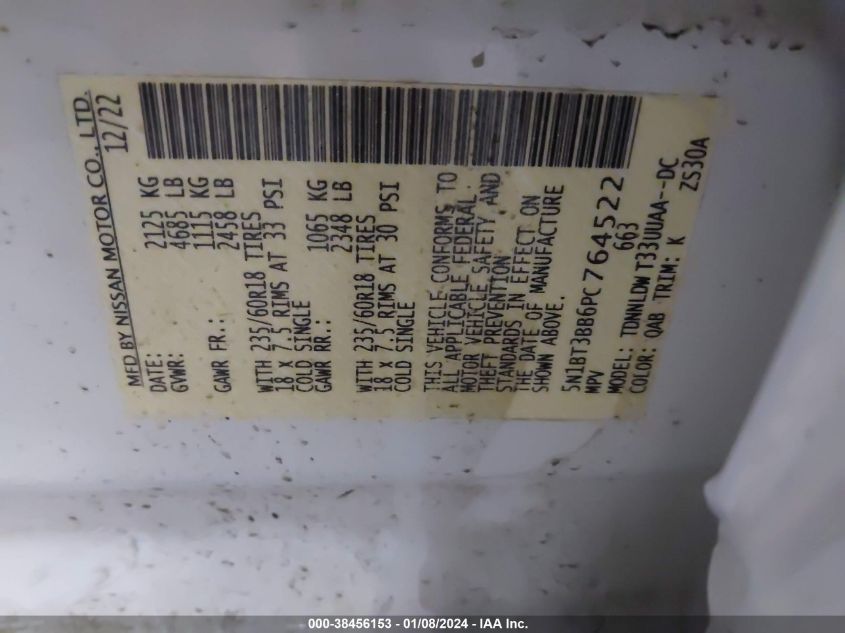 MFD BY NISSAN MOTOR CO., LTD.
DATE: 12/22
GVWR: 2125 KG
4685 LB
GAWR FR.: 1115 KG
2458 LB
WITH 235/60R18 TIRES
18 X 7.5 RIMS AT 33 PSI
COLD SINGLE
GAWR RR.: 1065 KG
2348 LB
WITH 235/60R18 TIRES
18 X 7.5 RIMS AT 30 PSI
COLD SINGLE
THIS VEHICLE CONFORMS TO
ALL APPLICABLE FEDERAL
MOTOR VEHICLE SAFETY AND
THEFT PREVENTION
STANDARDS IN EFFECT ON
THE DATE OF MANUFACTURE
SHOWN ABOVE.
5N1BT3BB6PC764522
MPV 663
MODEL: TDNNLDW T33UUAA--DC
COLOR: QAB TRIM: K ZS30A
000-38456153 - 01/08/2024 - IAA Inc.